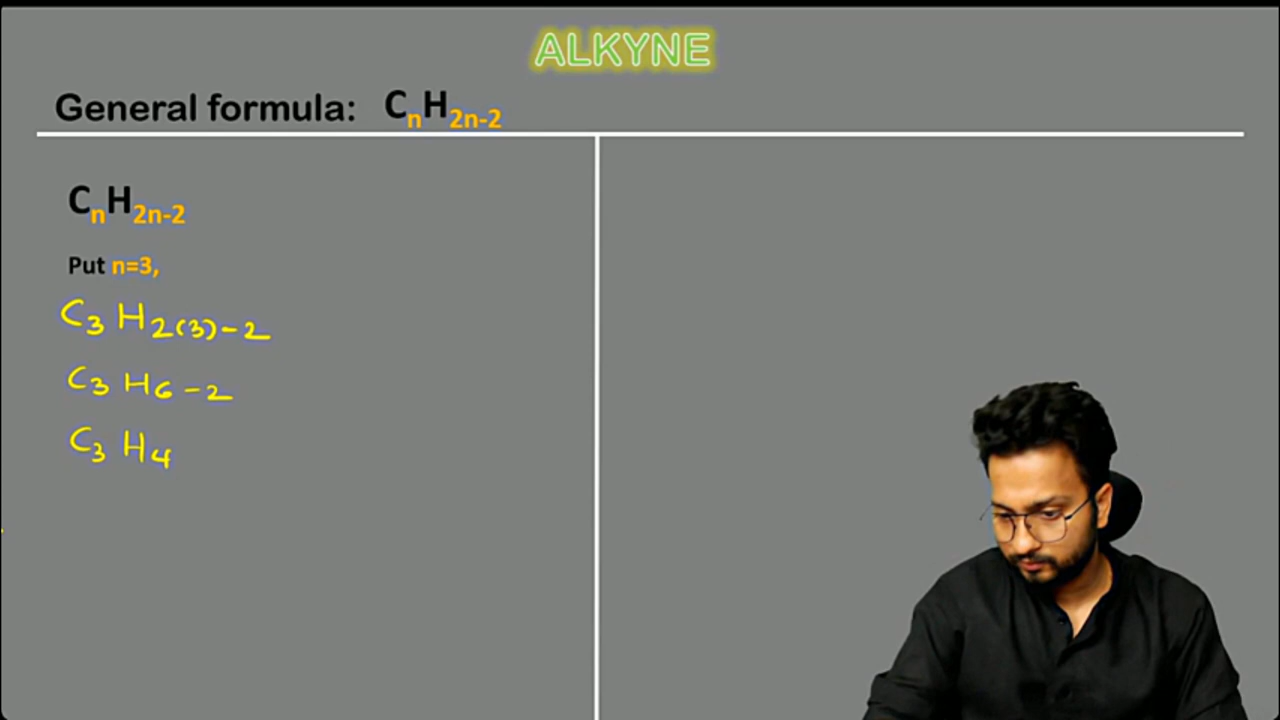 ALKYNE
General formula: CₙH₂ₙ₋₂
CₙH₂ₙ₋₂
Put n=3,
C₃ H₂₍₃₎₋₂
C₃ H₆₋₂
C₃ H₄